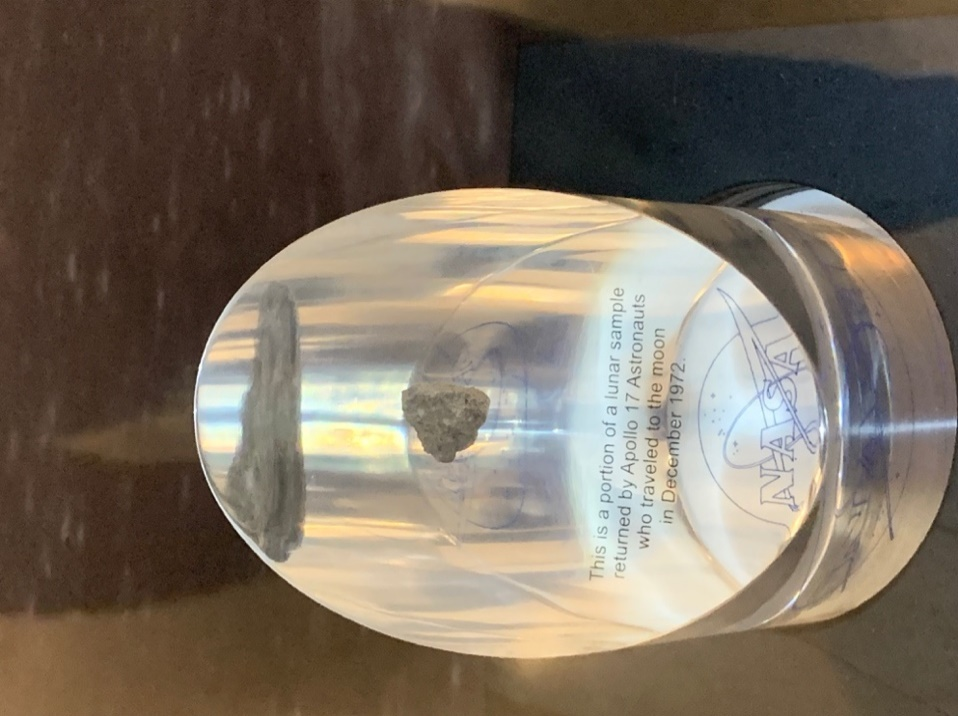 This is a portion of a lunar sample
returned by Apollo 17 Astronauts
who traveled to the moon
in December 1972.
NASA